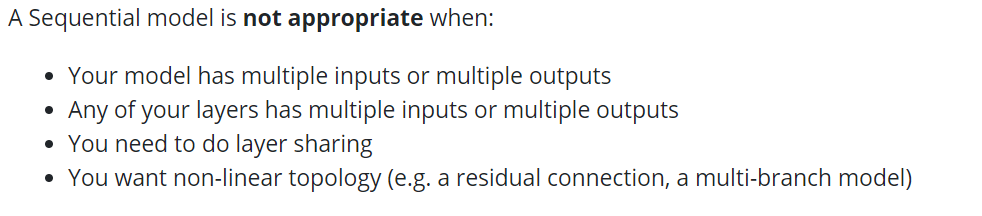 A Sequential model is not appropriate when:
• Your model has multiple inputs or multiple outputs
• Any of your layers has multiple inputs or multiple outputs
• You need to do layer sharing
• You want non-linear topology (e.g. a residual connection, a multi-branch model)